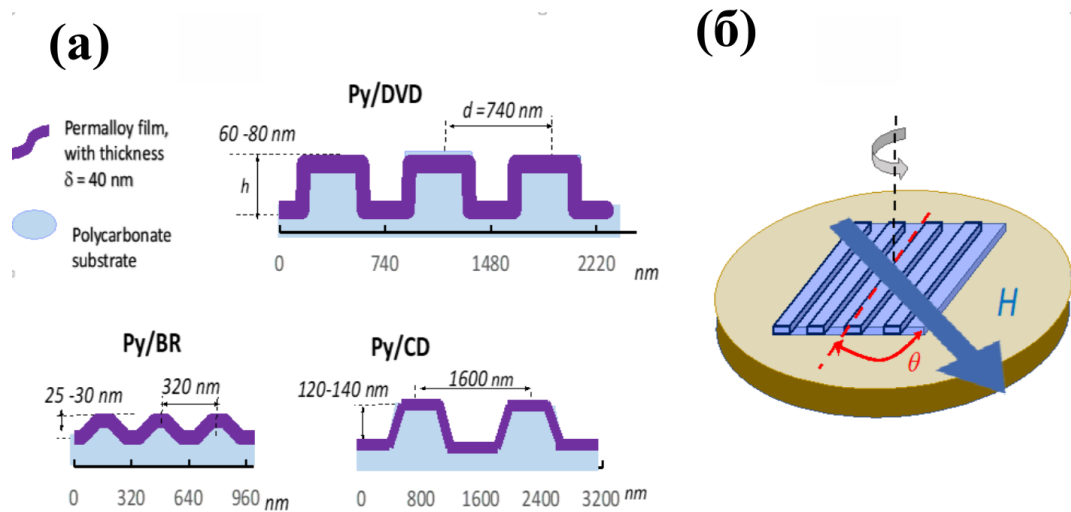 (а)
(б)
Py/DVD
d =740 nm
60 -80 nm
h
Permalloy film,
with thickness
δ = 40 nm
Polycarbonate
substrate
0 740 1480 2220 nm
H
θ
Py/BR
25 -30 nm
320 nm
0 320 640 960 nm
Py/CD
120-140 nm
1600 nm
0 800 1600 2400 3200 nm